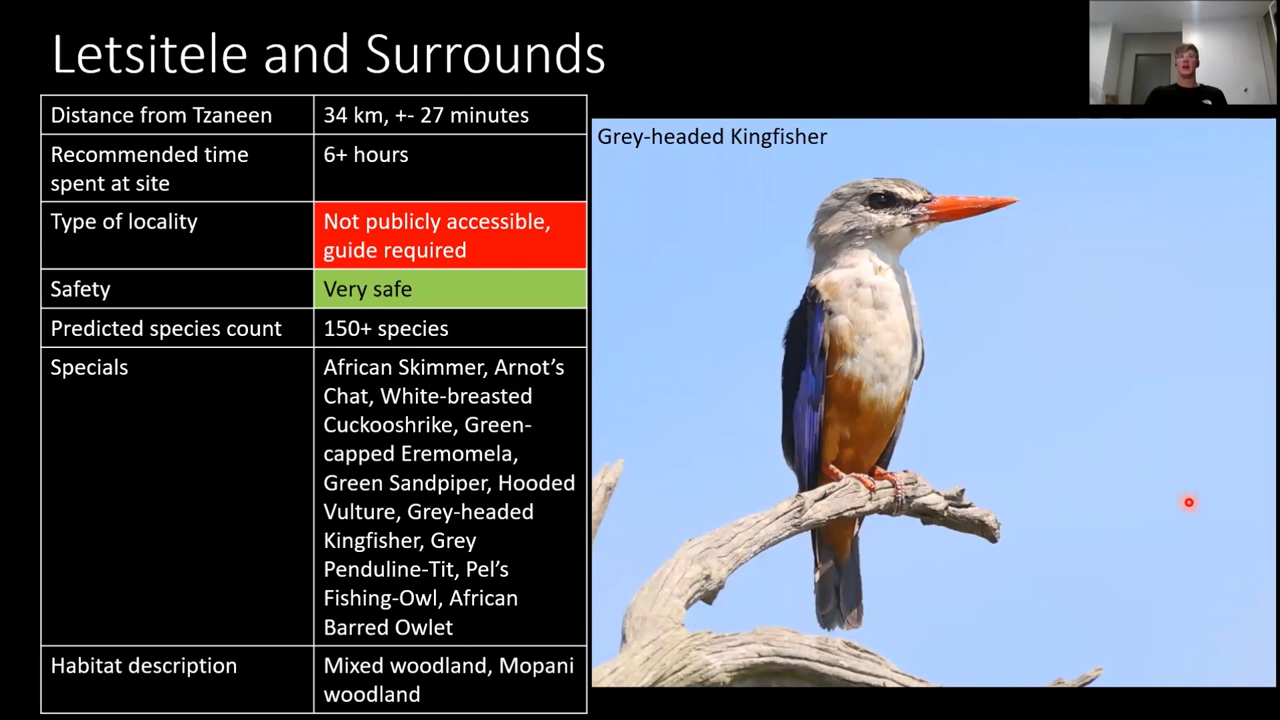 Letsitele and Surrounds
Distance from Tzaneen
34 km, +- 27 minutes
Recommended time
spent at site
6+ hours
Type of locality
Not publicly accessible,
guide required
Safety
Very safe
Predicted species count
150+ species
Specials
African Skimmer, Arnot’s
Chat, White-breasted
Cuckooshrike, Green-
capped Eremomela,
Green Sandpiper, Hooded
Vulture, Grey-headed
Kingfisher, Grey
Penduline-Tit, Pel’s
Fishing-Owl, African
Barred Owlet
Habitat description
Mixed woodland, Mopani
woodland
Grey-headed Kingfisher